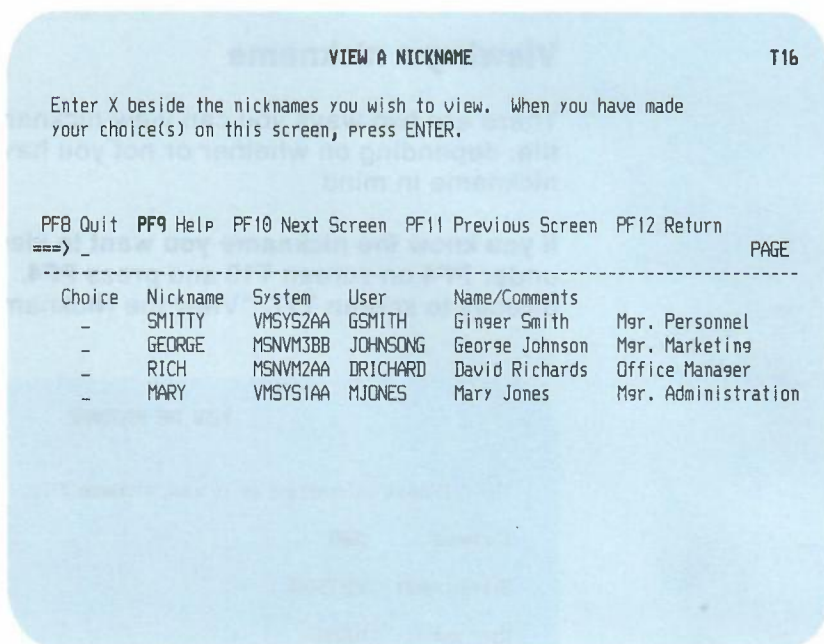 VIEW A NICKNAME T16
Enter X beside the nicknames you wish to view. When you have made
your choice(s) on this screen, press ENTER.
PF8 Quit PF9 Help PF10 Next Screen PF11 Previous Screen PF12 Return
===> _ PAGE
Choice Nickname System User Name/Comments
_ SMITTY VMSYS2AA GSMITH Ginger Smith Mgr. Personnel
_ GEORGE MSNVM3BB JOHNSONG George Johnson Mgr. Marketing
_ RICH MSNVM2AA DRICHARD David Richards Office Manager
_ MARY VMSYS1AA MJONES Mary Jones Mgr. Administration